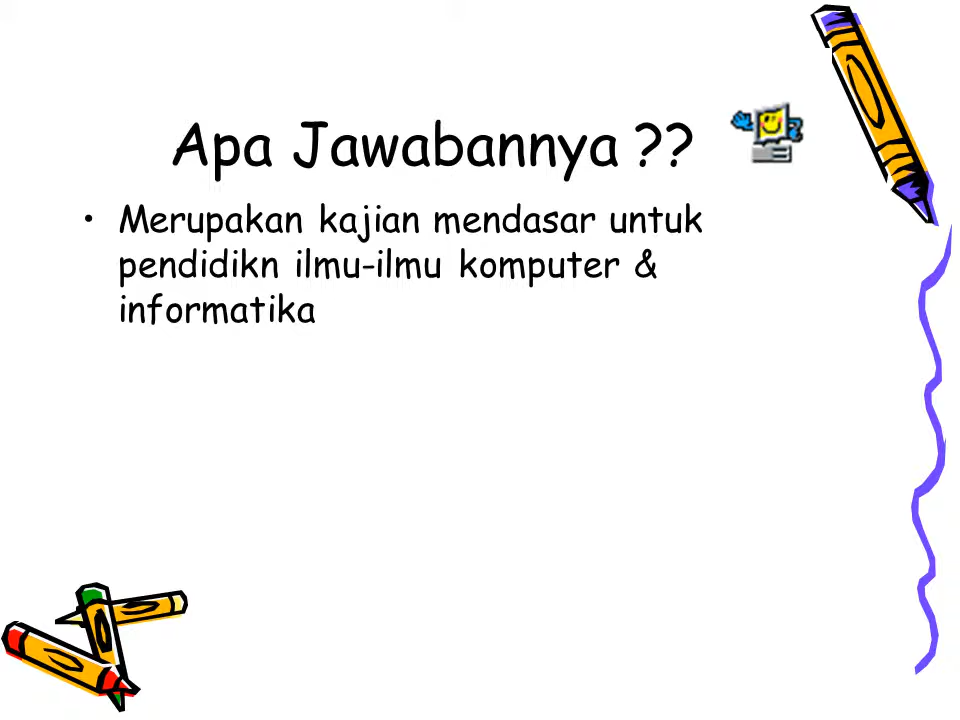 Apa Jawabannya ??
• Merupakan kajian mendasar untuk
pendidikn ilmu-ilmu komputer &
informatika